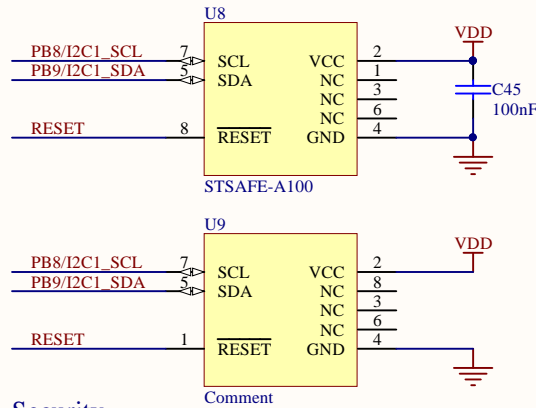 U8
VDD
PB8/I2C1_SCL 7 SCL VCC 2
PB9/I2C1_SDA 5 SDA NC 1
NC 3
C45
100nF
NC 6
RESET 8 RESET GND 4
STSAFE-A100
U9
VDD
PB8/I2C1_SCL 7 SCL VCC 2
PB9/I2C1_SDA 5 SDA NC 8
NC 3
NC 6
RESET 1 RESET GND 4
Comment
Security